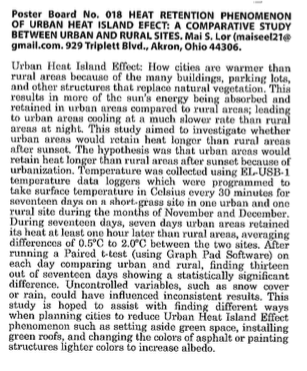 Poster Board No. 018 HEAT RETENTION PHENOMENON
OF URBAN HEAT ISLAND EFECT: A COMPARATIVE STUDY
BETWEEN URBAN AND RURAL SITES. Mai S. Lor (maiseel21@
gmail.com. 929 Triplett Blvd., Akron, Ohio 44306.
Urban Heat Island Effect: How cities are warmer than
rural areas because of the many buildings, parking lots,
and other structures that replace natural vegetation. This
results in more of the sun's energy being absorbed and
retained in urban areas compared to rural areas; leading
to urban areas cooling at a much slower rate than rural
areas at night. This study aimed to investigate whether
urban areas would retain heat longer than rural areas
after sunset. The hypothesis was that urban areas would
retain heat longer than rural areas after sunset because of
urbanization. Temperature was collected using EL-USB-1
temperature data loggers which were programmed to
take surface temperature in Celsius every 30 minutes for
seventeen days on a short-grass site in one urban and one
rural site during the months of November and December.
During seventeen days, seven days urban areas retained
its heat at least one hour later than rural areas, averaging
differences of 0.5°C to 2.0°C between the two sites. After
running a Paired t-test (using Graph Pad Software) on
each day comparing urban and rural, finding thirteen
out of seventeen days showing a statistically significant
difference. Uncontrolled variables, such as snow cover
or rain, could have influenced inconsistent results. This
study is hoped to assist with finding different ways
when planning cities to reduce Urban Heat Island Effect
phenomenon such as setting aside green space, installing
green roofs, and changing the colors of asphalt or painting
structures lighter colors to increase albedo.